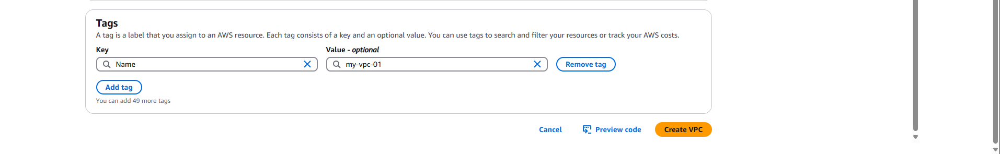 Tags
A tag is a label that you assign to an AWS resource. Each tag consists of a key and an optional value. You can use tags to search and filter your resources or track your AWS costs.
Key Value - optional
Name my-vpc-01 Remove tag
Add tag
You can add 49 more tags
Cancel Preview code Create VPC